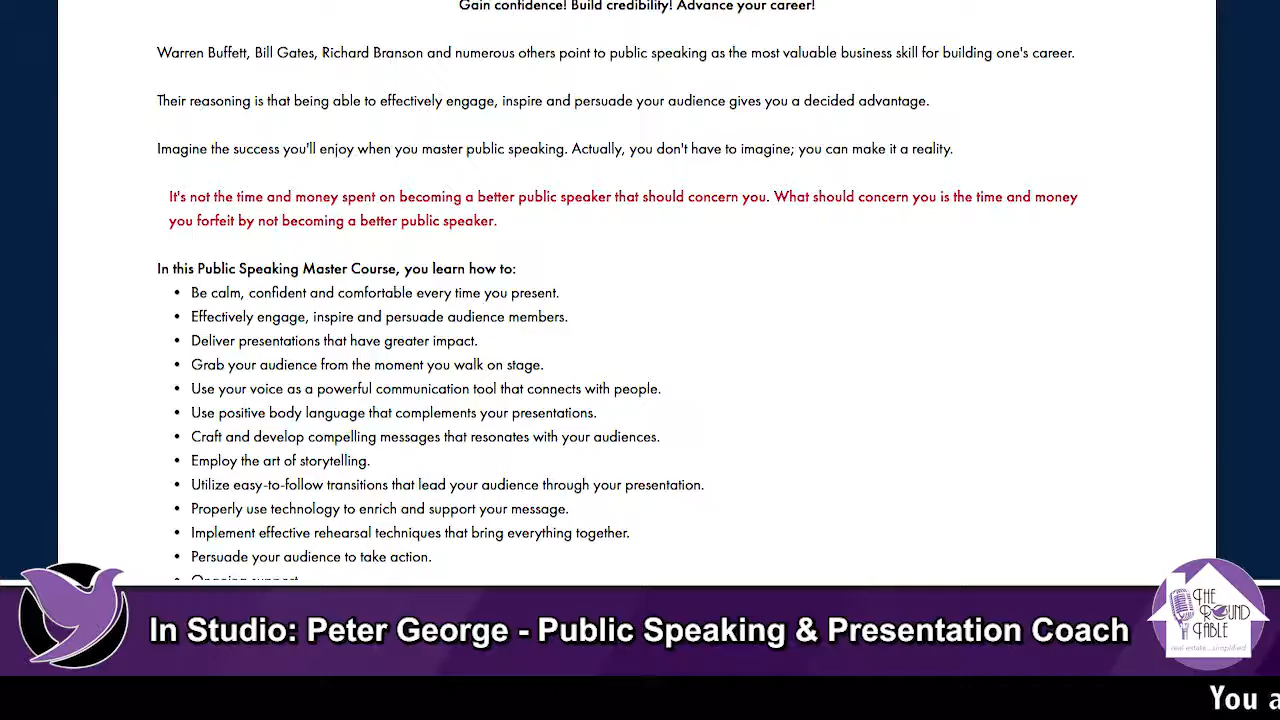 Gain confidence! Build credibility! Advance your career!
Warren Buffett, Bill Gates, Richard Branson and numerous others point to public speaking as the most valuable business skill for building one's career.
Their reasoning is that being able to effectively engage, inspire and persuade your audience gives you a decided advantage.
Imagine the success you'll enjoy when you master public speaking. Actually, you don't have to imagine; you can make it a reality.
It's not the time and money spent on becoming a better public speaker that should concern you. What should concern you is the time and money
you forfeit by not becoming a better public speaker.
In this Public Speaking Master Course, you learn how to:
• Be calm, confident and comfortable every time you present.
• Effectively engage, inspire and persuade audience members.
• Deliver presentations that have greater impact.
• Grab your audience from the moment you walk on stage.
• Use your voice as a powerful communication tool that connects with people.
• Use positive body language that complements your presentations.
• Craft and develop compelling messages that resonates with your audiences.
• Employ the art of storytelling.
• Utilize easy-to-follow transitions that lead your audience through your presentation.
• Properly use technology to enrich and support your message.
• Implement effective rehearsal techniques that bring everything together.
• Persuade your audience to take action.
• Ongoing support
In Studio: Peter George - Public Speaking & Presentation Coach
THE
ROUND
TABLE
real estate...simplified
You a